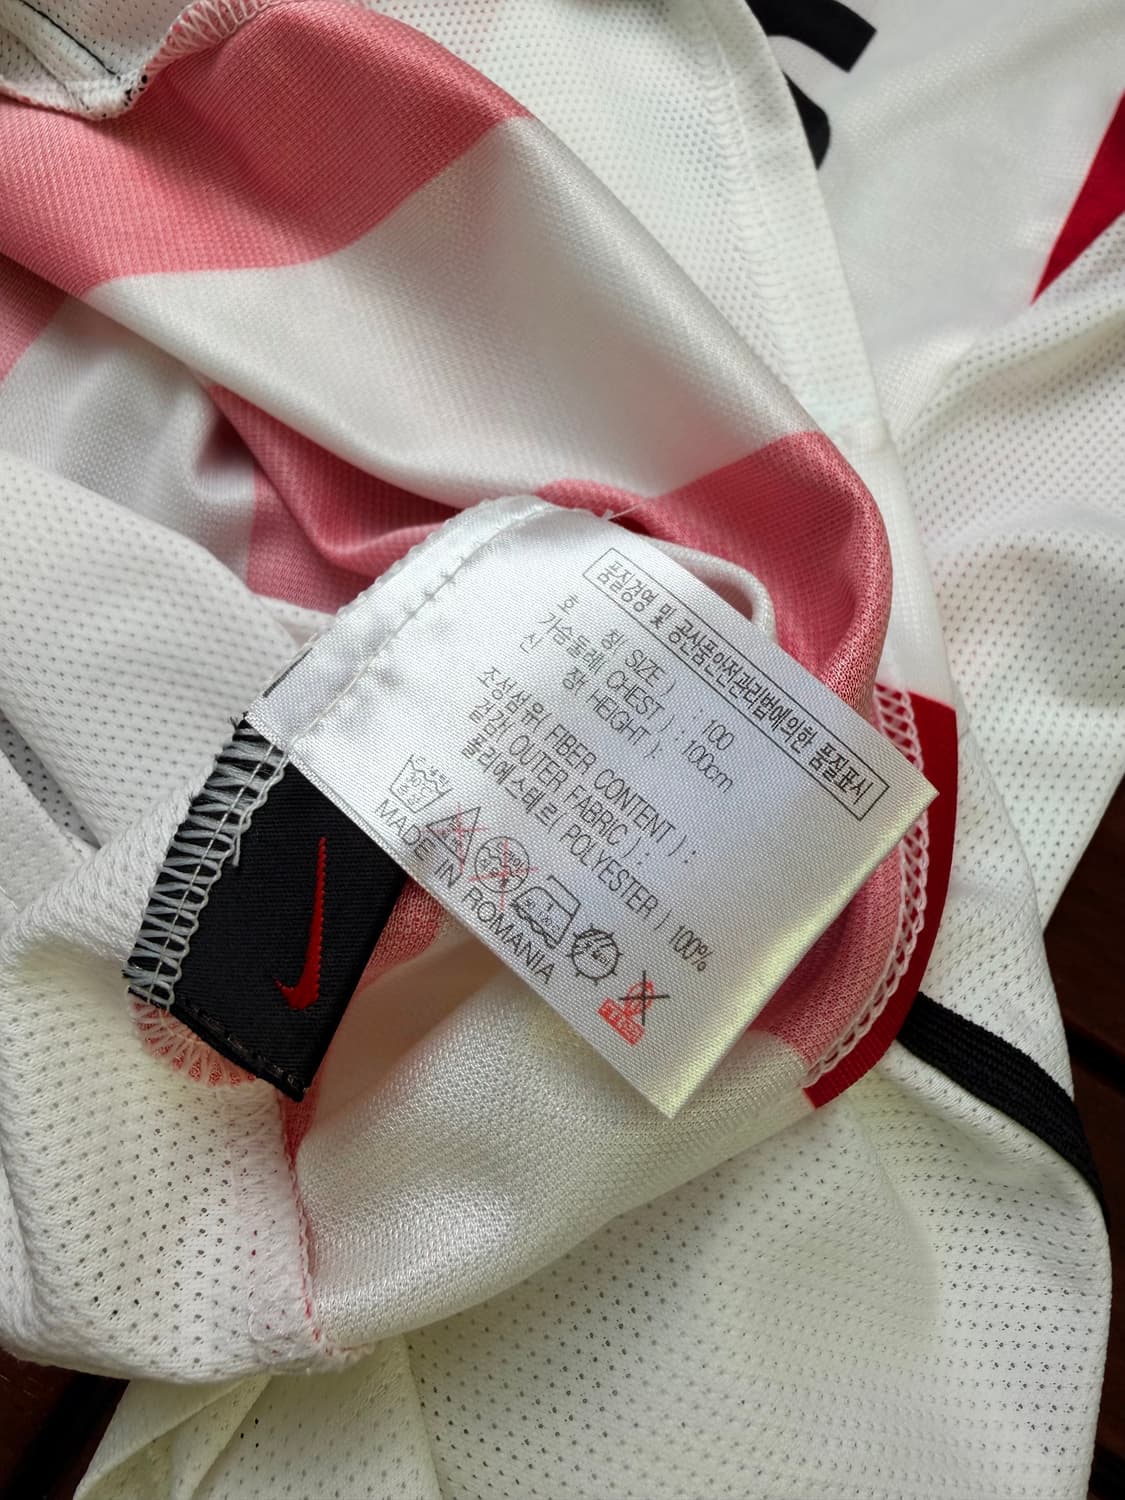 품질경영 및 공산품안전관리법에의한 품질표시
호 칭( SIZE ) : 100
가슴둘레( CHEST ) : 100cm
신 장( HEIGHT ) :
조성섬유( FIBER CONTENT ) :
겉감( OUTER FABRIC ) :
폴리에스테르( POLYESTER ) 100%
MADE IN ROMANIA